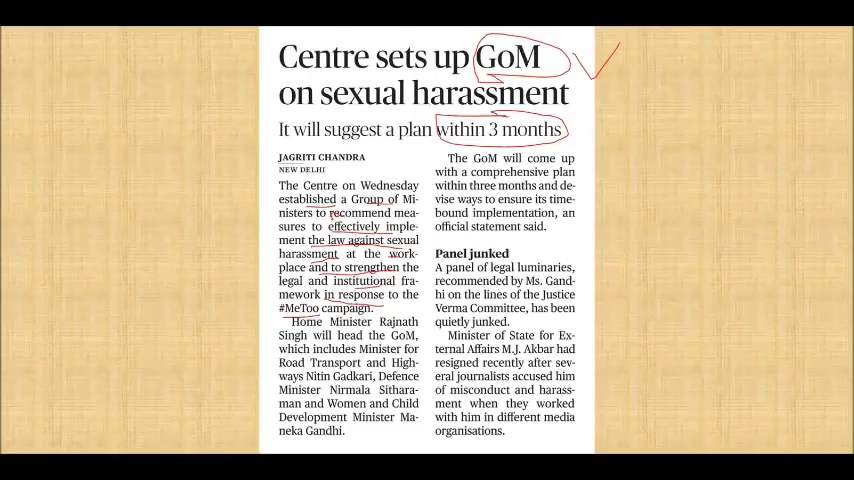 Centre sets up GoM
on sexual harassment
It will suggest a plan within 3 months
JAGRITI CHANDRA
NEW DELHI
The Centre on Wednesday
established a Group of Mi-
nisters to recommend mea-
sures to effectively imple-
ment the law against sexual
harassment at the work-
place and to strengthen the
legal and institutional fra-
mework in response to the
#MeToo campaign.
Home Minister Rajnath
Singh will head the GoM,
which includes Minister for
Road Transport and High-
ways Nitin Gadkari, Defence
Minister Nirmala Sithara-
man and Women and Child
Development Minister Ma-
neka Gandhi.
The GoM will come up
with a comprehensive plan
within three months and de-
vise ways to ensure its time-
bound implementation, an
official statement said.
Panel junked
A panel of legal luminaries,
recommended by Ms. Gand-
hi on the lines of the Justice
Verma Committee, has been
quietly junked.
Minister of State for Ex-
ternal Affairs M.J. Akbar had
resigned recently after sev-
eral journalists accused him
of misconduct and harass-
ment when they worked
with him in different media
organisations.